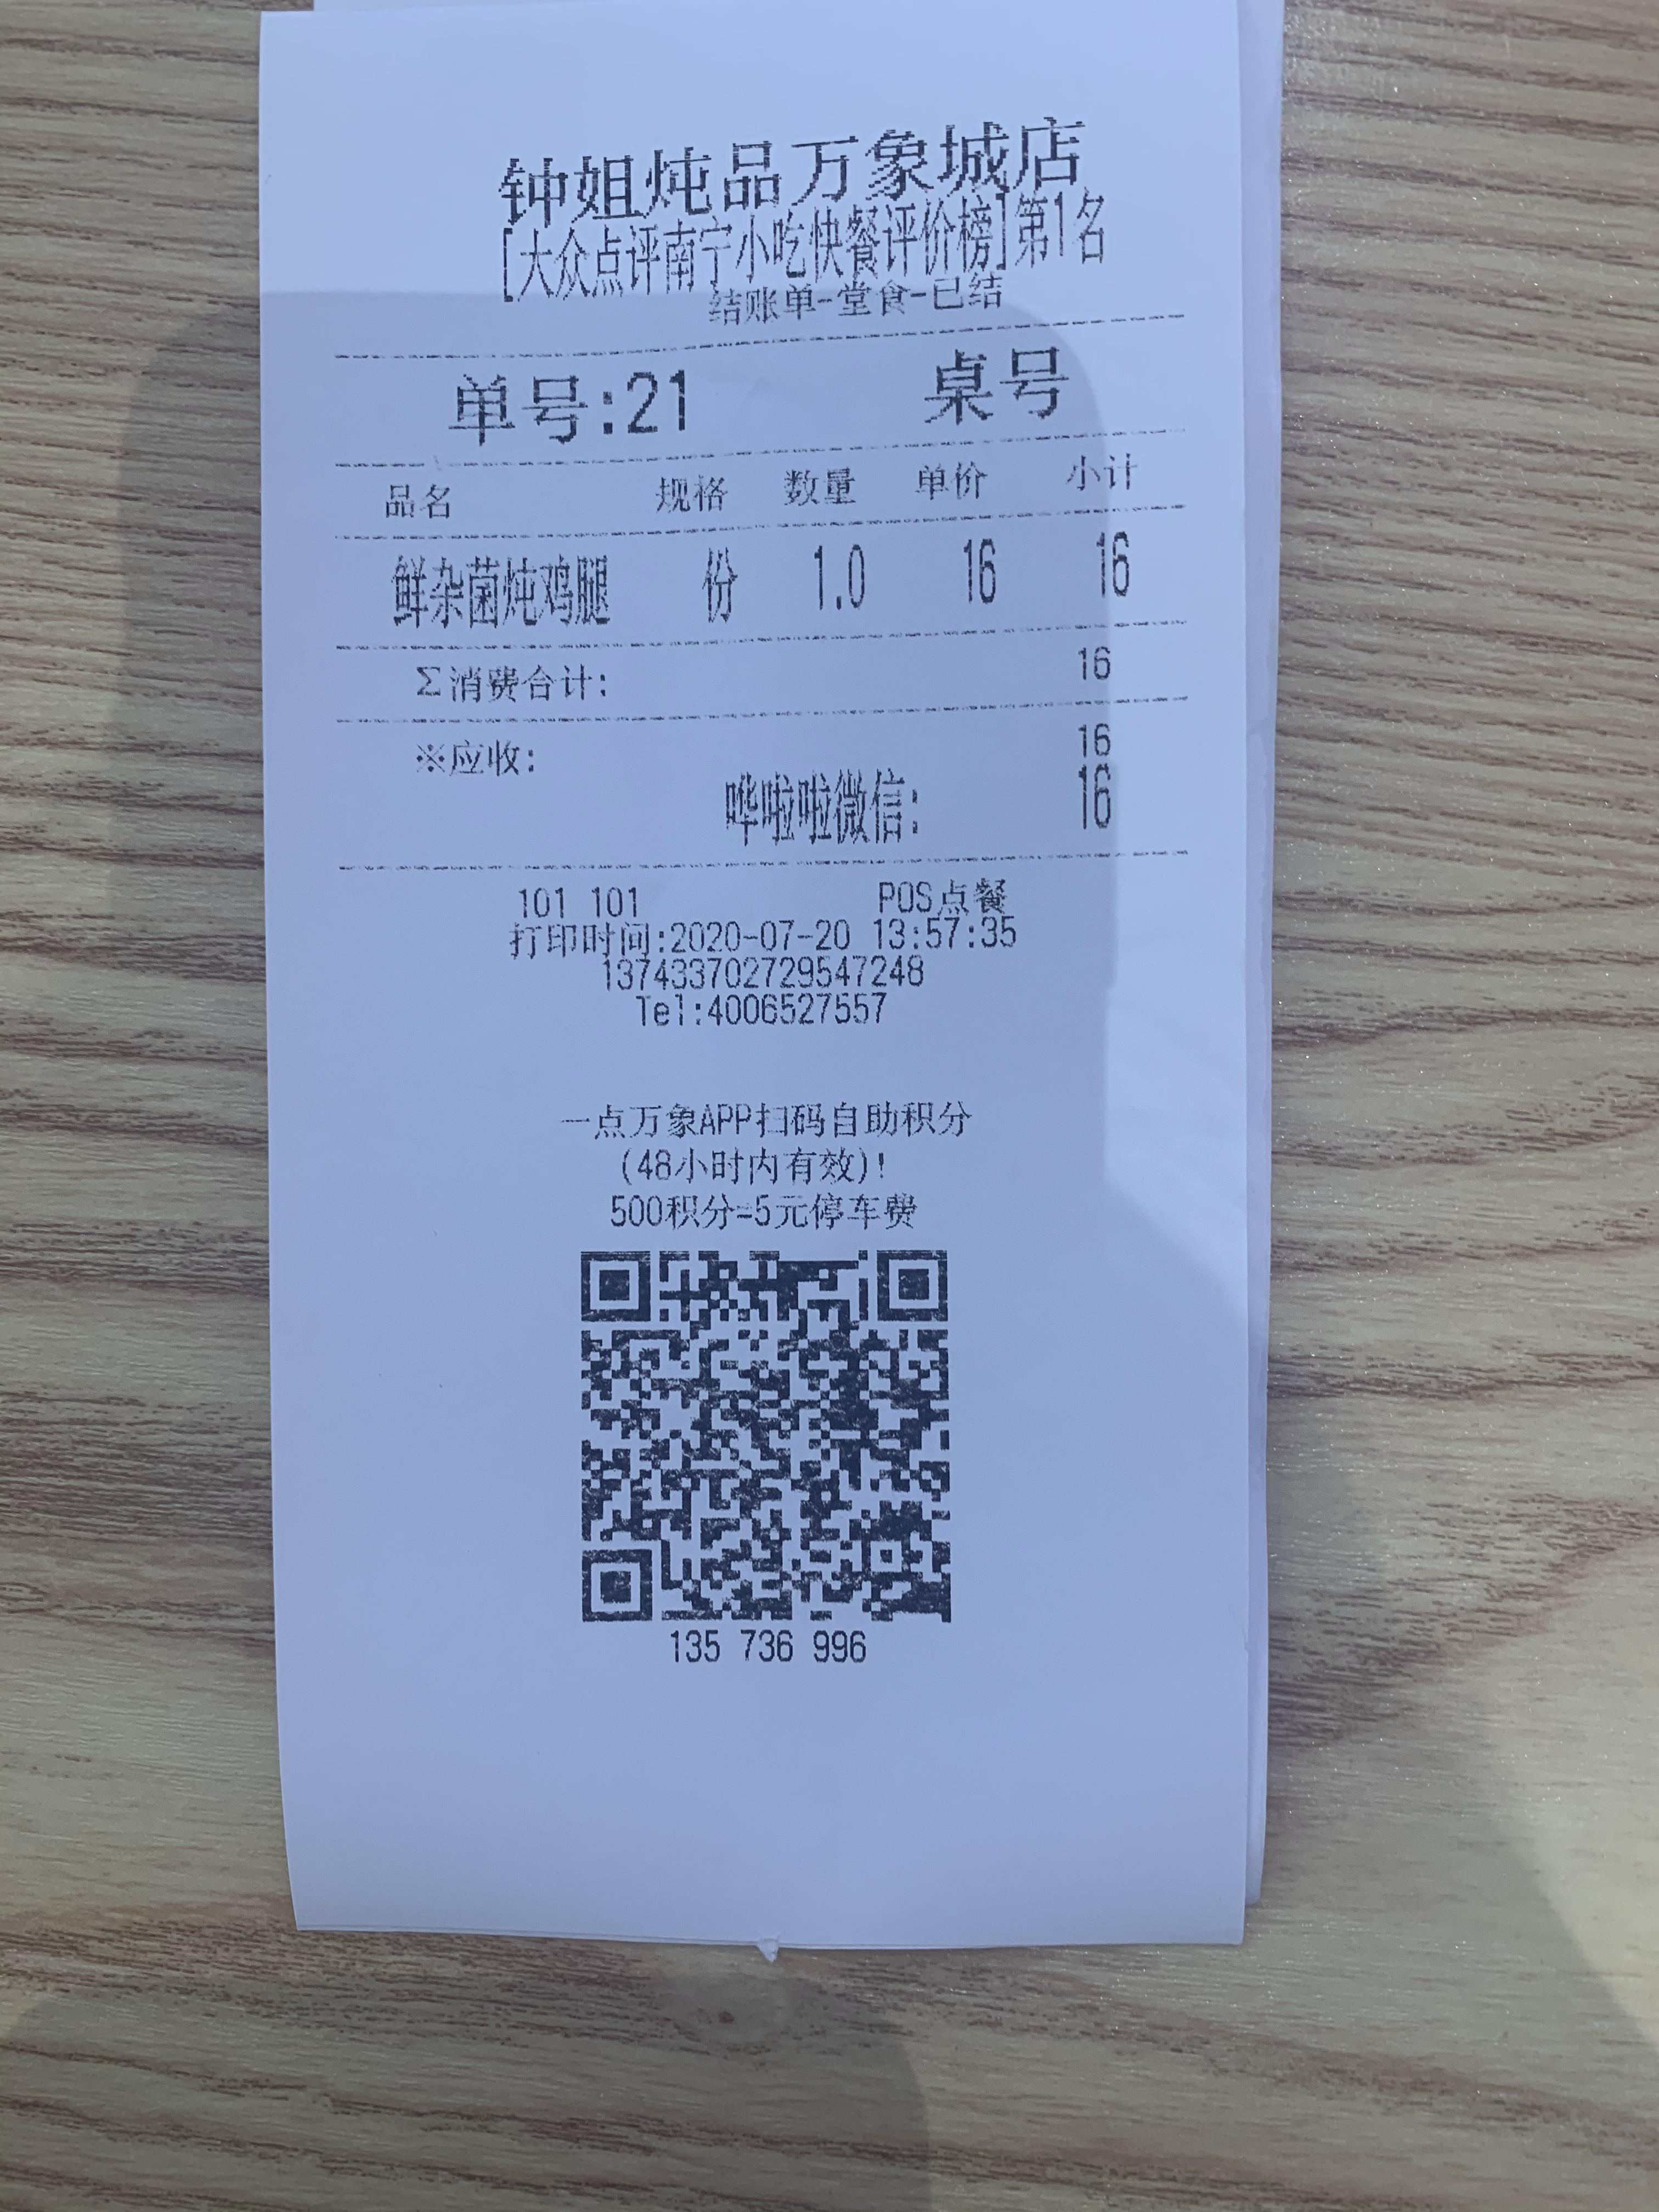 钟姐炖品万象城店
[大众点评南宁小吃快餐评价榜]第1名
结账单-堂食-已结
单号:21 桌号
品名 规格 数量 单价 小计
鲜杂菌炖鸡腿 份 1.0 16 16
Σ消费合计: 16
※应收: 16
哗啦啦微信: 16
101 101 POS点餐
打印时间:2020-07-20 13:57:35
137433702729547248
Tel:4006527557
一点万象APP扫码自助积分
(48小时内有效)!
500积分=5元停车费
135 736 996